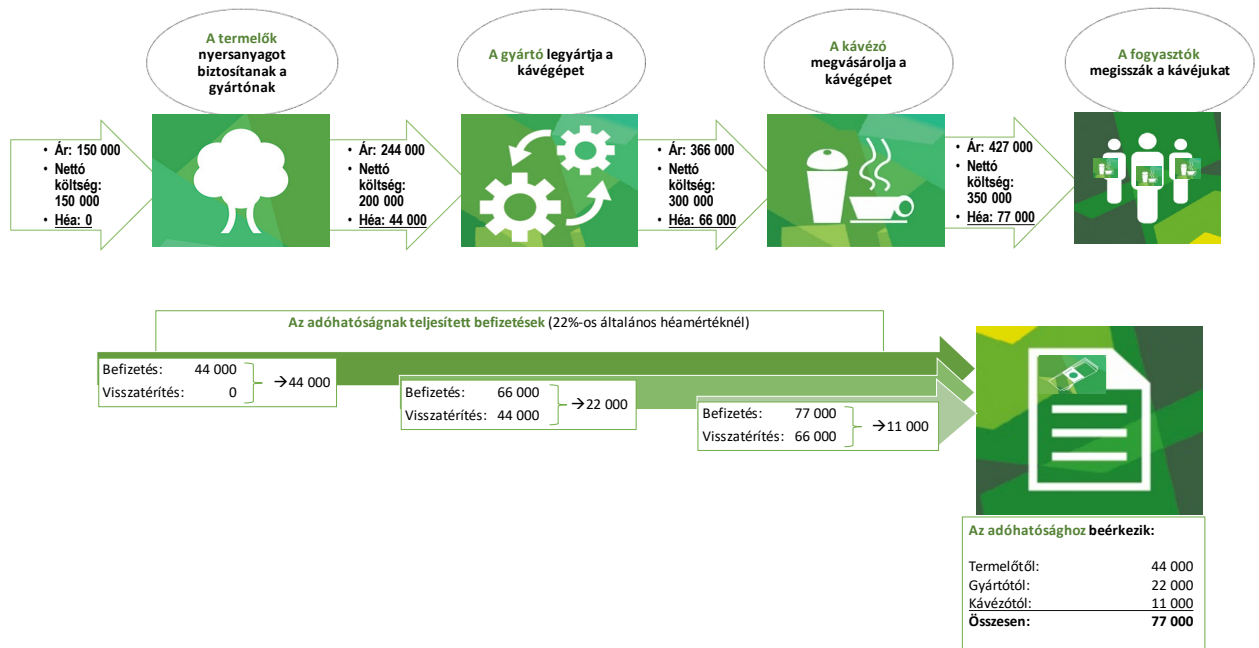 A termelők
nyersanyagot
biztosítanak a
gyártónak
A gyártó legyártja a
kávégépet
A kávézó
megvásárolja a
kávégépet
A fogyasztók
megisszák a kávéjukat
• Ár: 150 000
• Nettó
költség:
150 000
• Héa: 0
• Ár: 244 000
• Nettó
költség:
200 000
• Héa: 44 000
• Ár: 366 000
• Nettó
költség:
300 000
• Héa: 66 000
• Ár: 427 000
• Nettó
költség:
350 000
• Héa: 77 000
Az adóhatóságnak teljesített befizetések (22%-os általános héamértéknél)
Befizetés: 44 000
Visszatérítés: 0
→44 000
Befizetés: 66 000
Visszatérítés: 44 000
→22 000
Befizetés: 77 000
Visszatérítés: 66 000
→11 000
Az adóhatósághoz beérkezik:
Termelőtől: 44 000
Gyártótól: 22 000
Kávézótól: 11 000
Összesen: 77 000